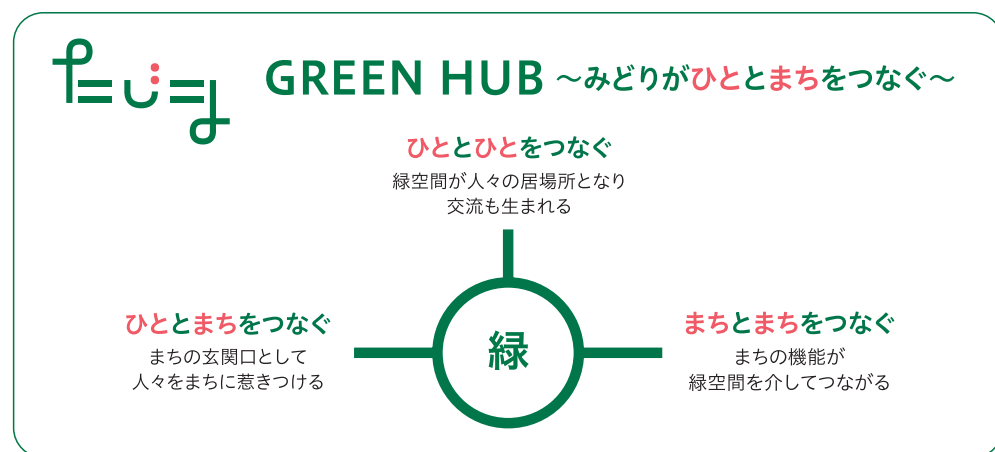 GREEN HUB ～みどりがひととまちをつなぐ～
ひととひとをつなぐ
緑空間が人々の居場所となり
交流も生まれる
ひととまちをつなぐ
まちの玄関口として
人々をまちに惹きつける
緑
まちとまちをつなぐ
まちの機能が
緑空間を介してつながる